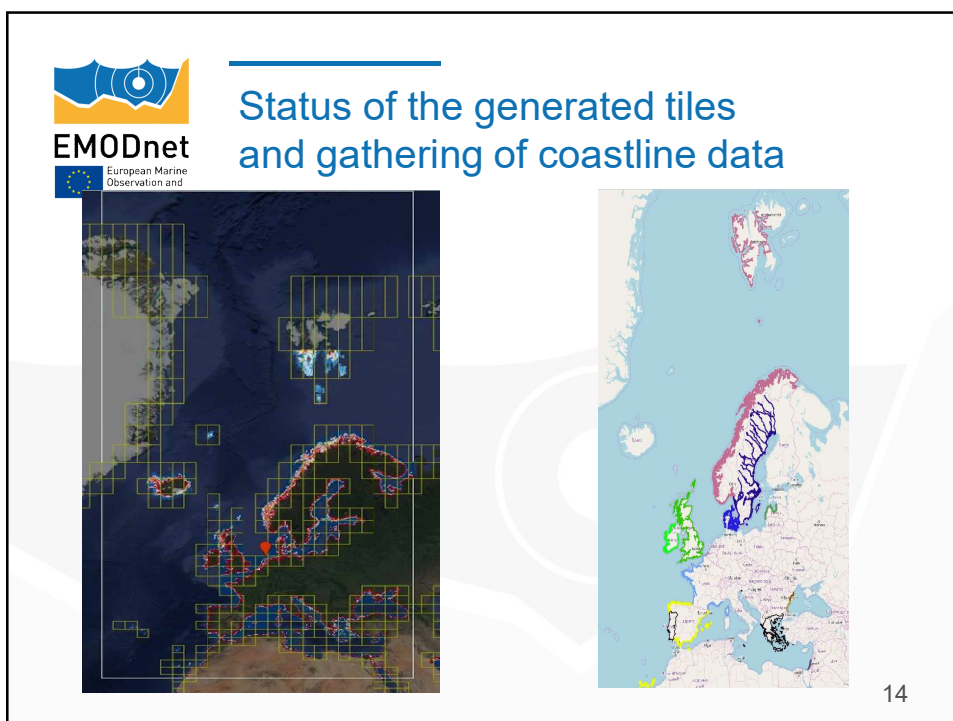 Status of the generated tiles
and gathering of coastline data
EMODnet
European Marine
Observation and
14